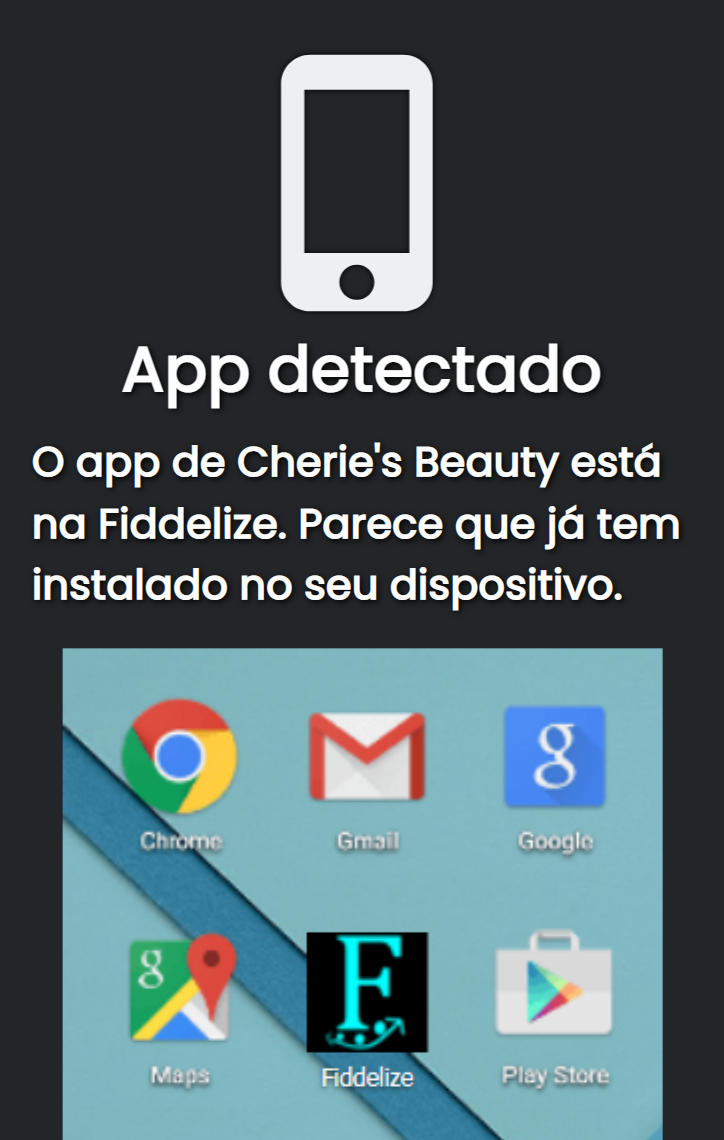 App detectado
O app de Cherie's Beauty está
na Fiddelize. Parece que já tem
instalado no seu dispositivo.
Chrome Gmail Google
Maps Fiddelize Play Store